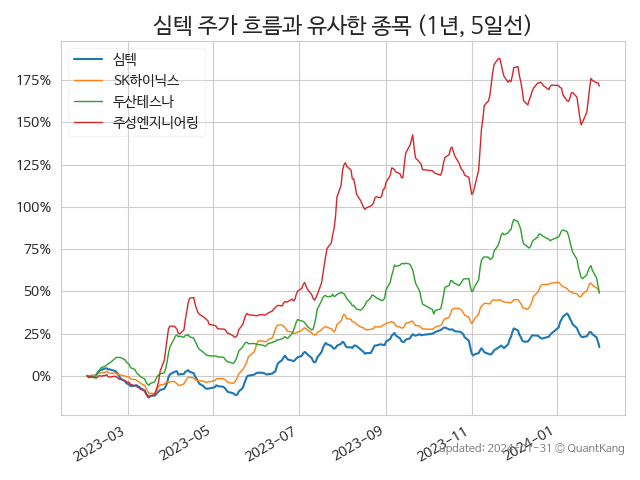 심텍 주가 흐름과 유사한 종목 (1년, 5일선)
심텍
SK하이닉스
두산테스나
주성엔지니어링
175%
150%
125%
100%
75%
50%
25%
0%
2023-03
2023-05
2023-07
2023-09
2023-11
2024-01
updated: 2024-01-31 © QuantKang